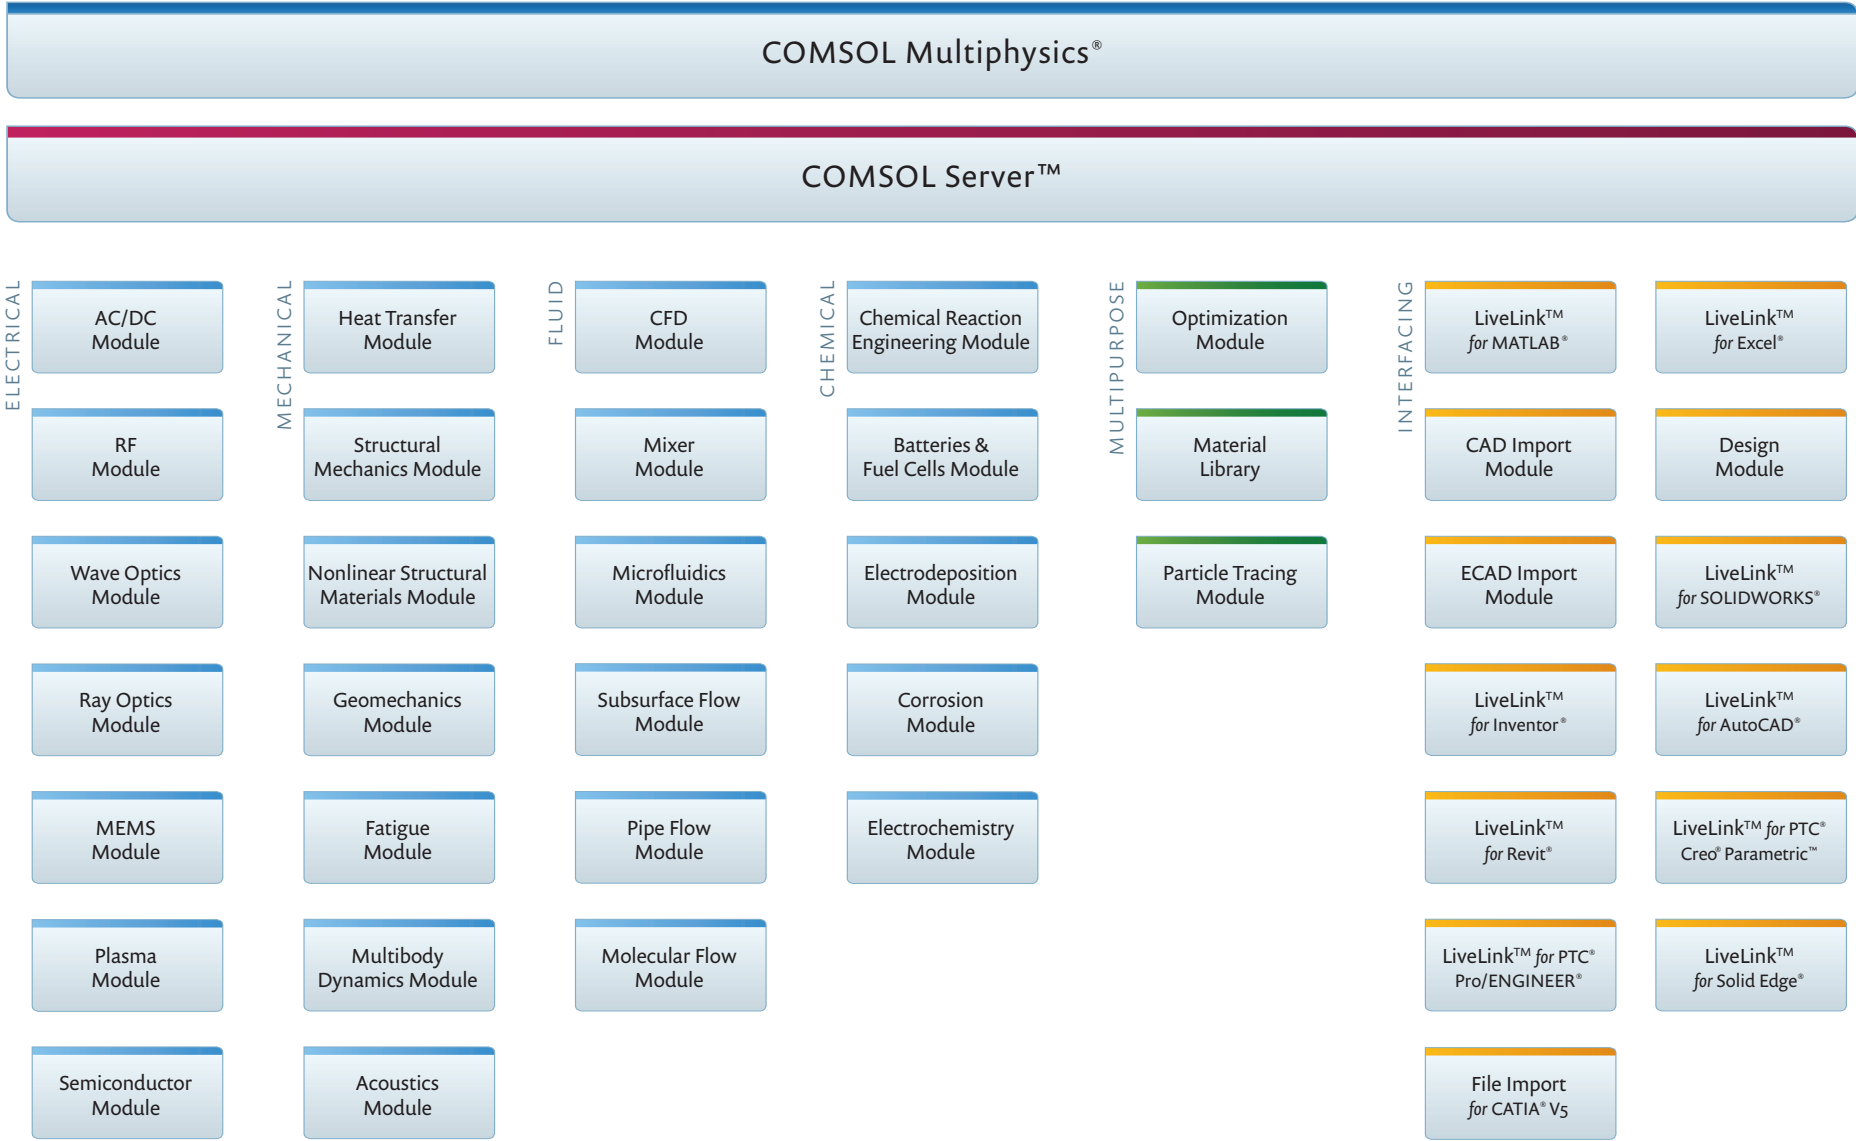 COMSOL Multiphysics®
COMSOL Server™
ELECTRICAL
AC/DC
Module
RF
Module
Wave Optics
Module
Ray Optics
Module
MEMS
Module
Plasma
Module
Semiconductor
Module
MECHANICAL
Heat Transfer
Module
Structural
Mechanics Module
Nonlinear Structural
Materials Module
Geomechanics
Module
Fatigue
Module
Multibody
Dynamics Module
Acoustics
Module
FLUID
CFD
Module
Mixer
Module
Microfluidics
Module
Subsurface Flow
Module
Pipe Flow
Module
Molecular Flow
Module
CHEMICAL
Chemical Reaction
Engineering Module
Batteries &
Fuel Cells Module
Electrodeposition
Module
Corrosion
Module
Electrochemistry
Module
MULTIPURPOSE
Optimization
Module
Material
Library
Particle Tracing
Module
INTERFACING
LiveLink™
for MATLAB®
CAD Import
Module
ECAD Import
Module
LiveLink™
for Inventor®
LiveLink™
for Revit®
LiveLink™ for PTC®
Pro/ENGINEER®
File Import
for CATIA® V5
LiveLink™
for Excel®
Design
Module
LiveLink™
for SOLIDWORKS®
LiveLink™
for AutoCAD®
LiveLink™ for PTC®
Creo® Parametric™
LiveLink™
for Solid Edge®